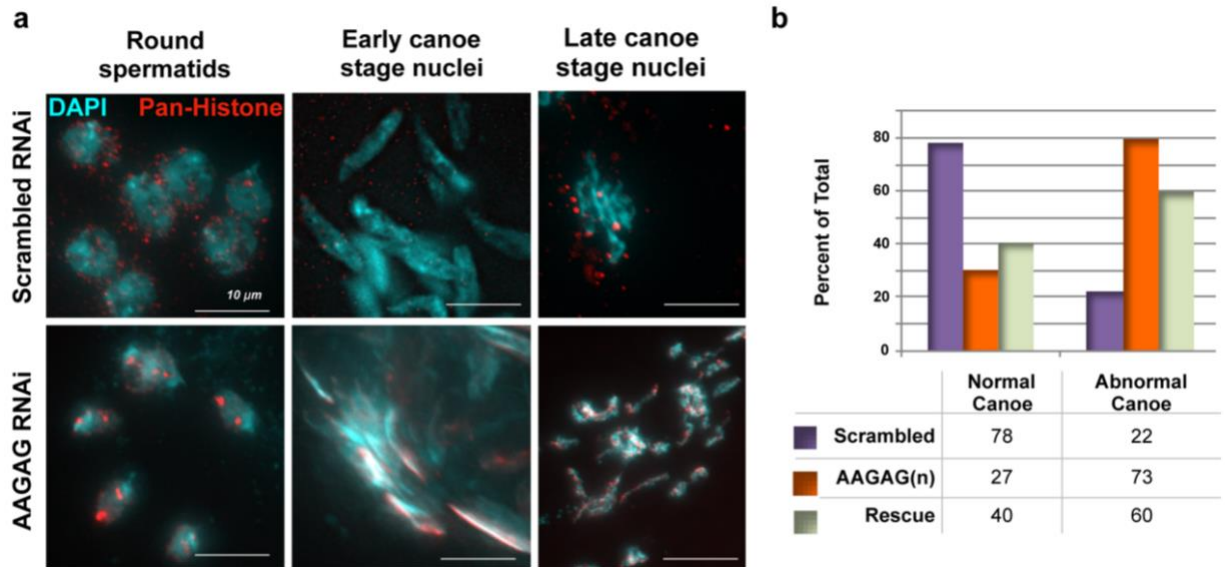 a
Round
spermatids
Early canoe
stage nuclei
Late canoe
stage nuclei
Scrambled RNAi
DAPI
Pan-Histone
10 µm
AAGAG RNAi
b
Percent of Total
80
60
40
20
0
Normal
Canoe
Abnormal
Canoe
Scrambled 78 22
AAGAG(n) 27 73
Rescue 40 60